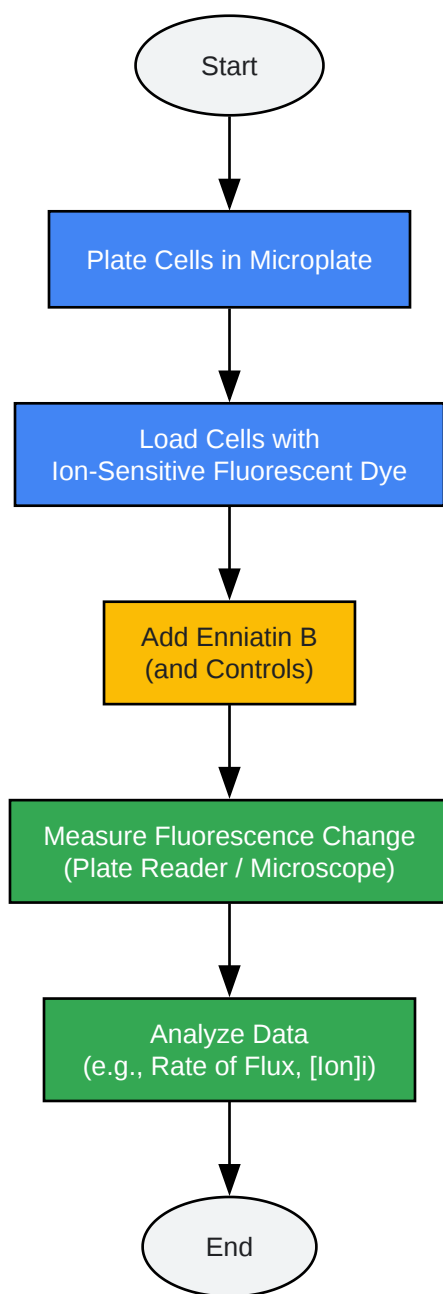 Start
Plate Cells in Microplate
Load Cells with
Ion-Sensitive Fluorescent Dye
Add Enniatin B
(and Controls)
Measure Fluorescence Change
(Plate Reader / Microscope)
Analyze Data
(e.g., Rate of Flux, [Ion]i)
End